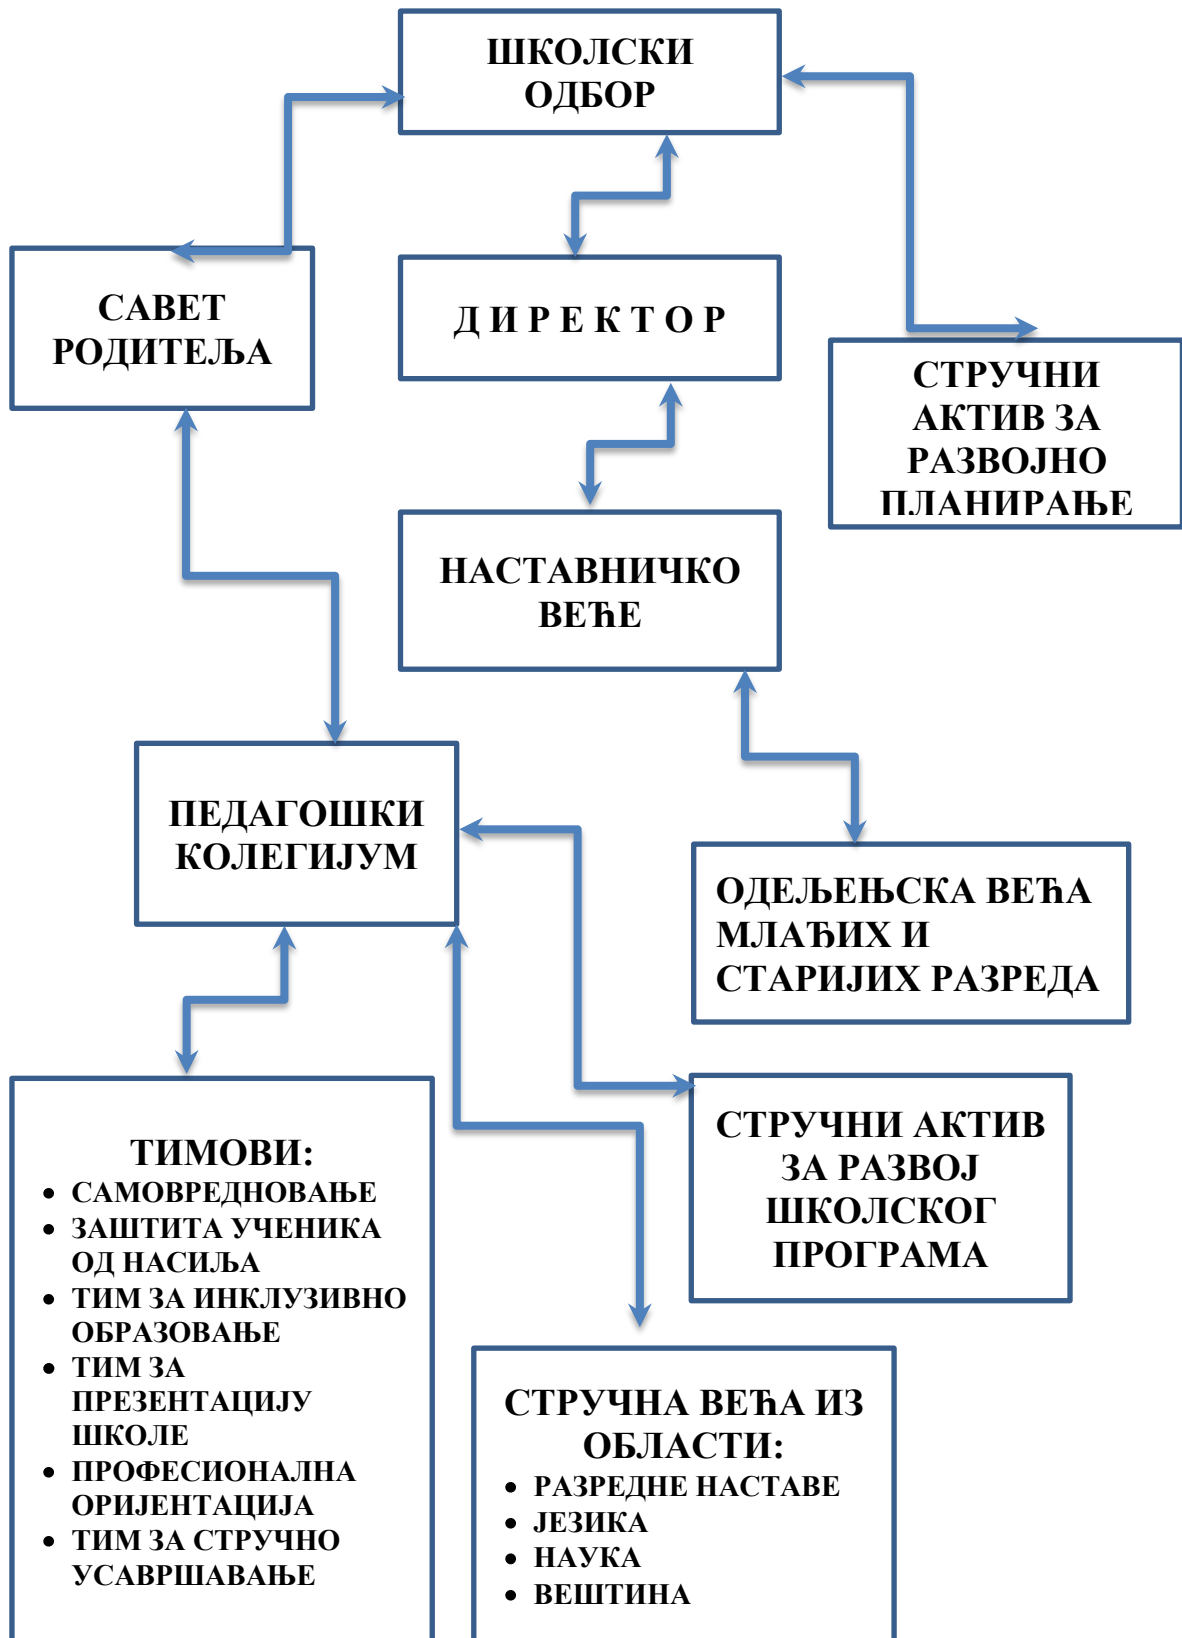 ШКОЛСКИ
ОДБОР
САВЕТ
РОДИТЕЉА
Д И Р Е К Т О Р
СТРУЧНИ
АКТИВ ЗА
РАЗВОЈНО
ПЛАНИРАЊЕ
НАСТАВНИЧКО
ВЕЋЕ
ПЕДАГОШКИ
КОЛЕГИЈУМ
ОДЕЉЕЊСКА ВЕЋА
МЛАЂИХ И
СТАРИЈИХ РАЗРЕДА
СТРУЧНИ АКТИВ
ЗА РАЗВОЈ
ШКОЛСКОГ
ПРОГРАМА
ТИМОВИ:
• САМОВРЕДНОВАЊЕ
• ЗАШТИТА УЧЕНИКА
ОД НАСИЉА
• ТИМ ЗА ИНКЛУЗИВНО
ОБРАЗОВАЊЕ
• ТИМ ЗА
ПРЕЗЕНТАЦИЈУ
ШКОЛЕ
• ПРОФЕСИОНАЛНА
ОРИЈЕНТАЦИЈА
• ТИМ ЗА СТРУЧНО
УСАВРШАВАЊЕ
СТРУЧНА ВЕЋА ИЗ
ОБЛАСТИ:
• РАЗРЕДНЕ НАСТАВЕ
• ЈЕЗИКА
• НАУКА
• ВЕШТИНА